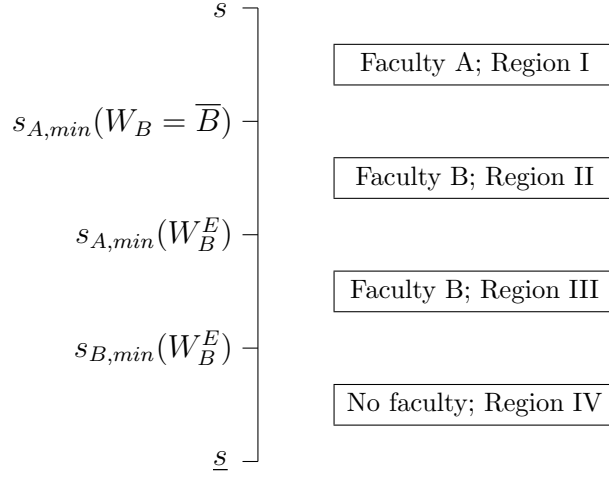 s
Faculty A; Region I
s_{A,min}(W_B = \overline{B})
Faculty B; Region II
s_{A,min}(W_B^E)
Faculty B; Region III
s_{B,min}(W_B^E)
No faculty; Region IV
\underline{s}